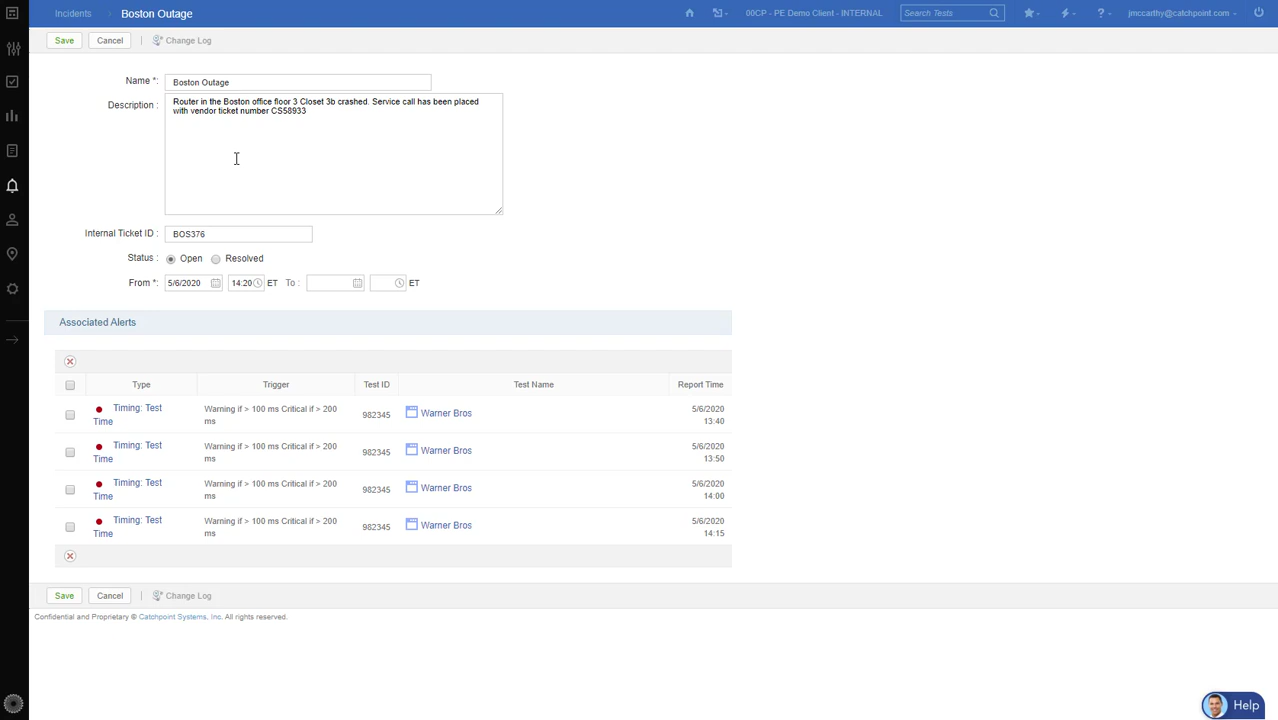 Incidents Boston Outage 00CP - PE Demo Client - INTERNAL Search Tests ? jmccarthy@catchpoint.com
Save Cancel | Change Log
Name *: Boston Outage
Description : Router in the Boston office floor 3 Closet 3b crashed. Service call has been placed
with vendor ticket number CS58933
Internal Ticket ID : BOS376
Status : Open Resolved
From *: 5/6/2020 14:20 ET To : ET
Associated Alerts
Type Trigger Test ID Test Name Report Time
Timing: Test Warning if > 100 ms Critical if > 200 982345 Warner Bros 5/6/2020
Time ms 13:40
Timing: Test Warning if > 100 ms Critical if > 200 982345 Warner Bros 5/6/2020
Time ms 13:50
Timing: Test Warning if > 100 ms Critical if > 200 982345 Warner Bros 5/6/2020
Time ms 14:00
Timing: Test Warning if > 100 ms Critical if > 200 982345 Warner Bros 5/6/2020
Time ms 14:15
Save Cancel | Change Log
Confidential and Proprietary © Catchpoint Systems, Inc. All rights reserved.
Help